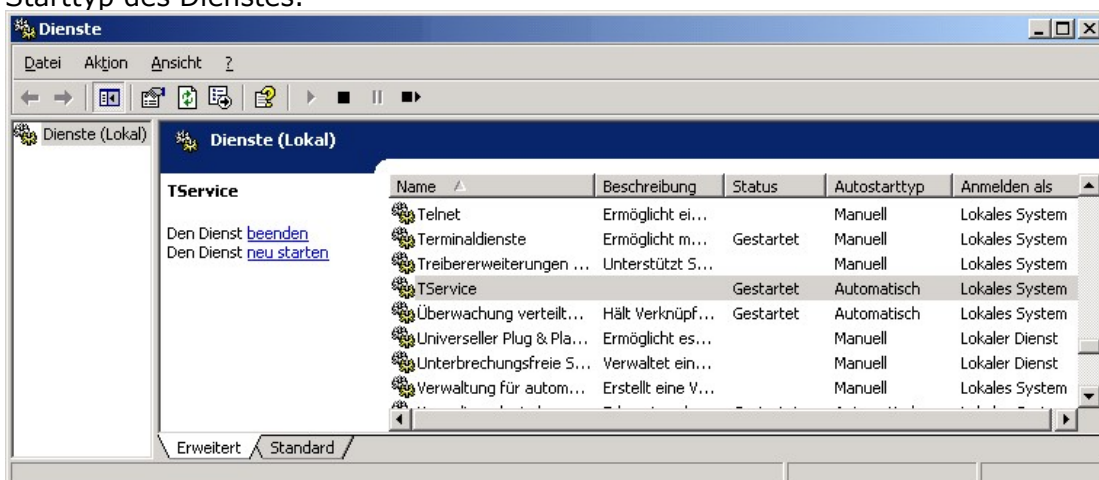 Starttyp des Dienstes:
Dienste
Datei Aktion Ansicht ?
Dienste (Lokal)
Dienste (Lokal)
TService
Den Dienst beenden
Den Dienst neu starten
Name Beschreibung Status Autostarttyp Anmelden als
Telnet Ermöglicht ei... Manuell Lokales System
Terminaldienste Ermöglicht m... Gestartet Manuell Lokales System
Treibererweiterungen ... Unterstützt S... Manuell Lokales System
TService Gestartet Automatisch Lokales System
Überwachung verteilt... Hält Verknüpf... Gestartet Automatisch Lokales System
Universeller Plug & Pla... Ermöglicht es... Manuell Lokaler Dienst
Unterbrechungsfreie S... Verwaltet ein... Manuell Lokaler Dienst
Verwaltung für autom... Erstellt eine V... Manuell Lokales System
Erweitert Standard